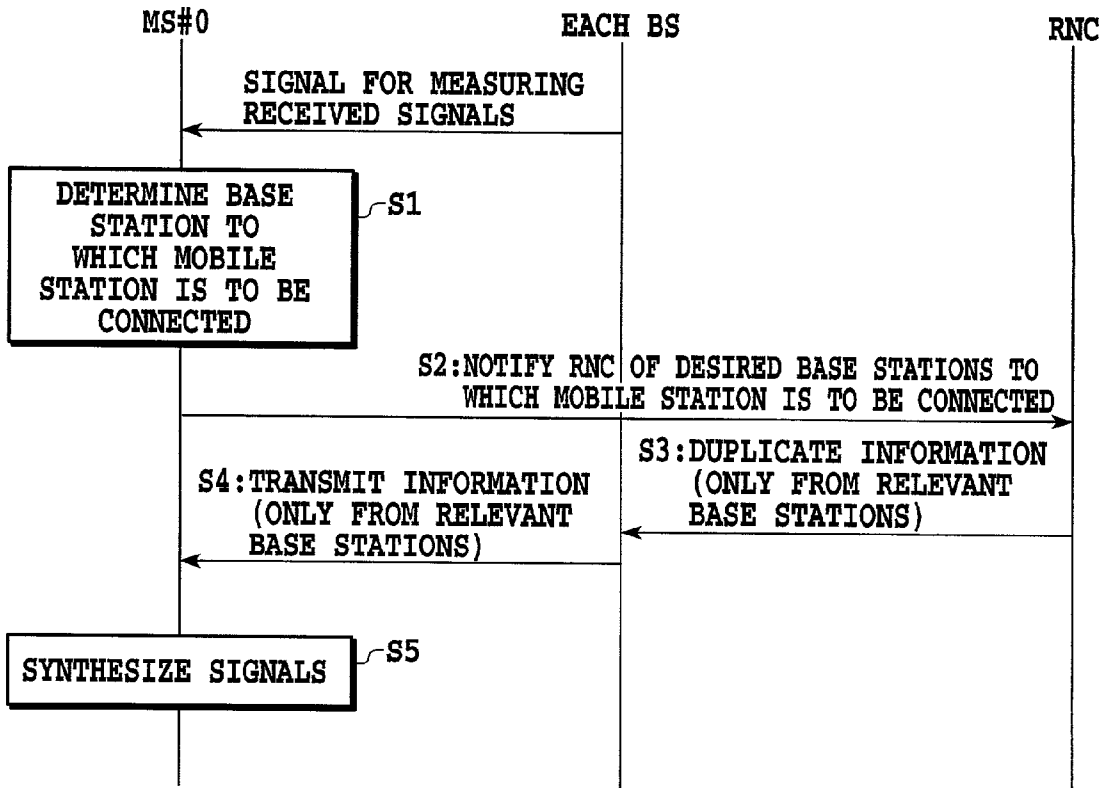 MS#0
EACH BS
RNC
SIGNAL FOR MEASURING
RECEIVED SIGNALS
DETERMINE BASE
STATION TO
WHICH MOBILE
STATION IS TO BE
CONNECTED
S1
S2:NOTIFY RNC OF DESIRED BASE STATIONS TO
WHICH MOBILE STATION IS TO BE CONNECTED
S3:DUPLICATE INFORMATION
(ONLY FROM RELEVANT
BASE STATIONS)
S4:TRANSMIT INFORMATION
(ONLY FROM RELEVANT
BASE STATIONS)
SYNTHESIZE SIGNALS
S5